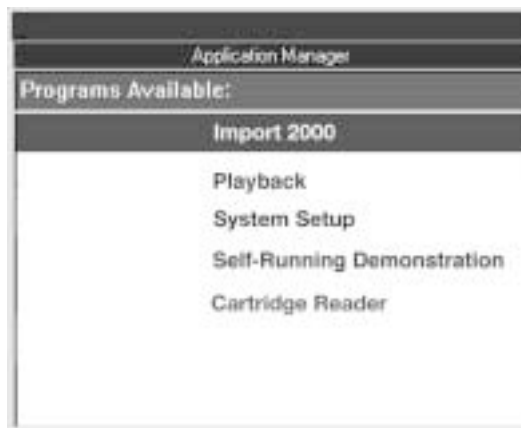 Application Manager
Programs Available:
Import 2000
Playback
System Setup
Self-Running Demonstration
Cartridge Reader